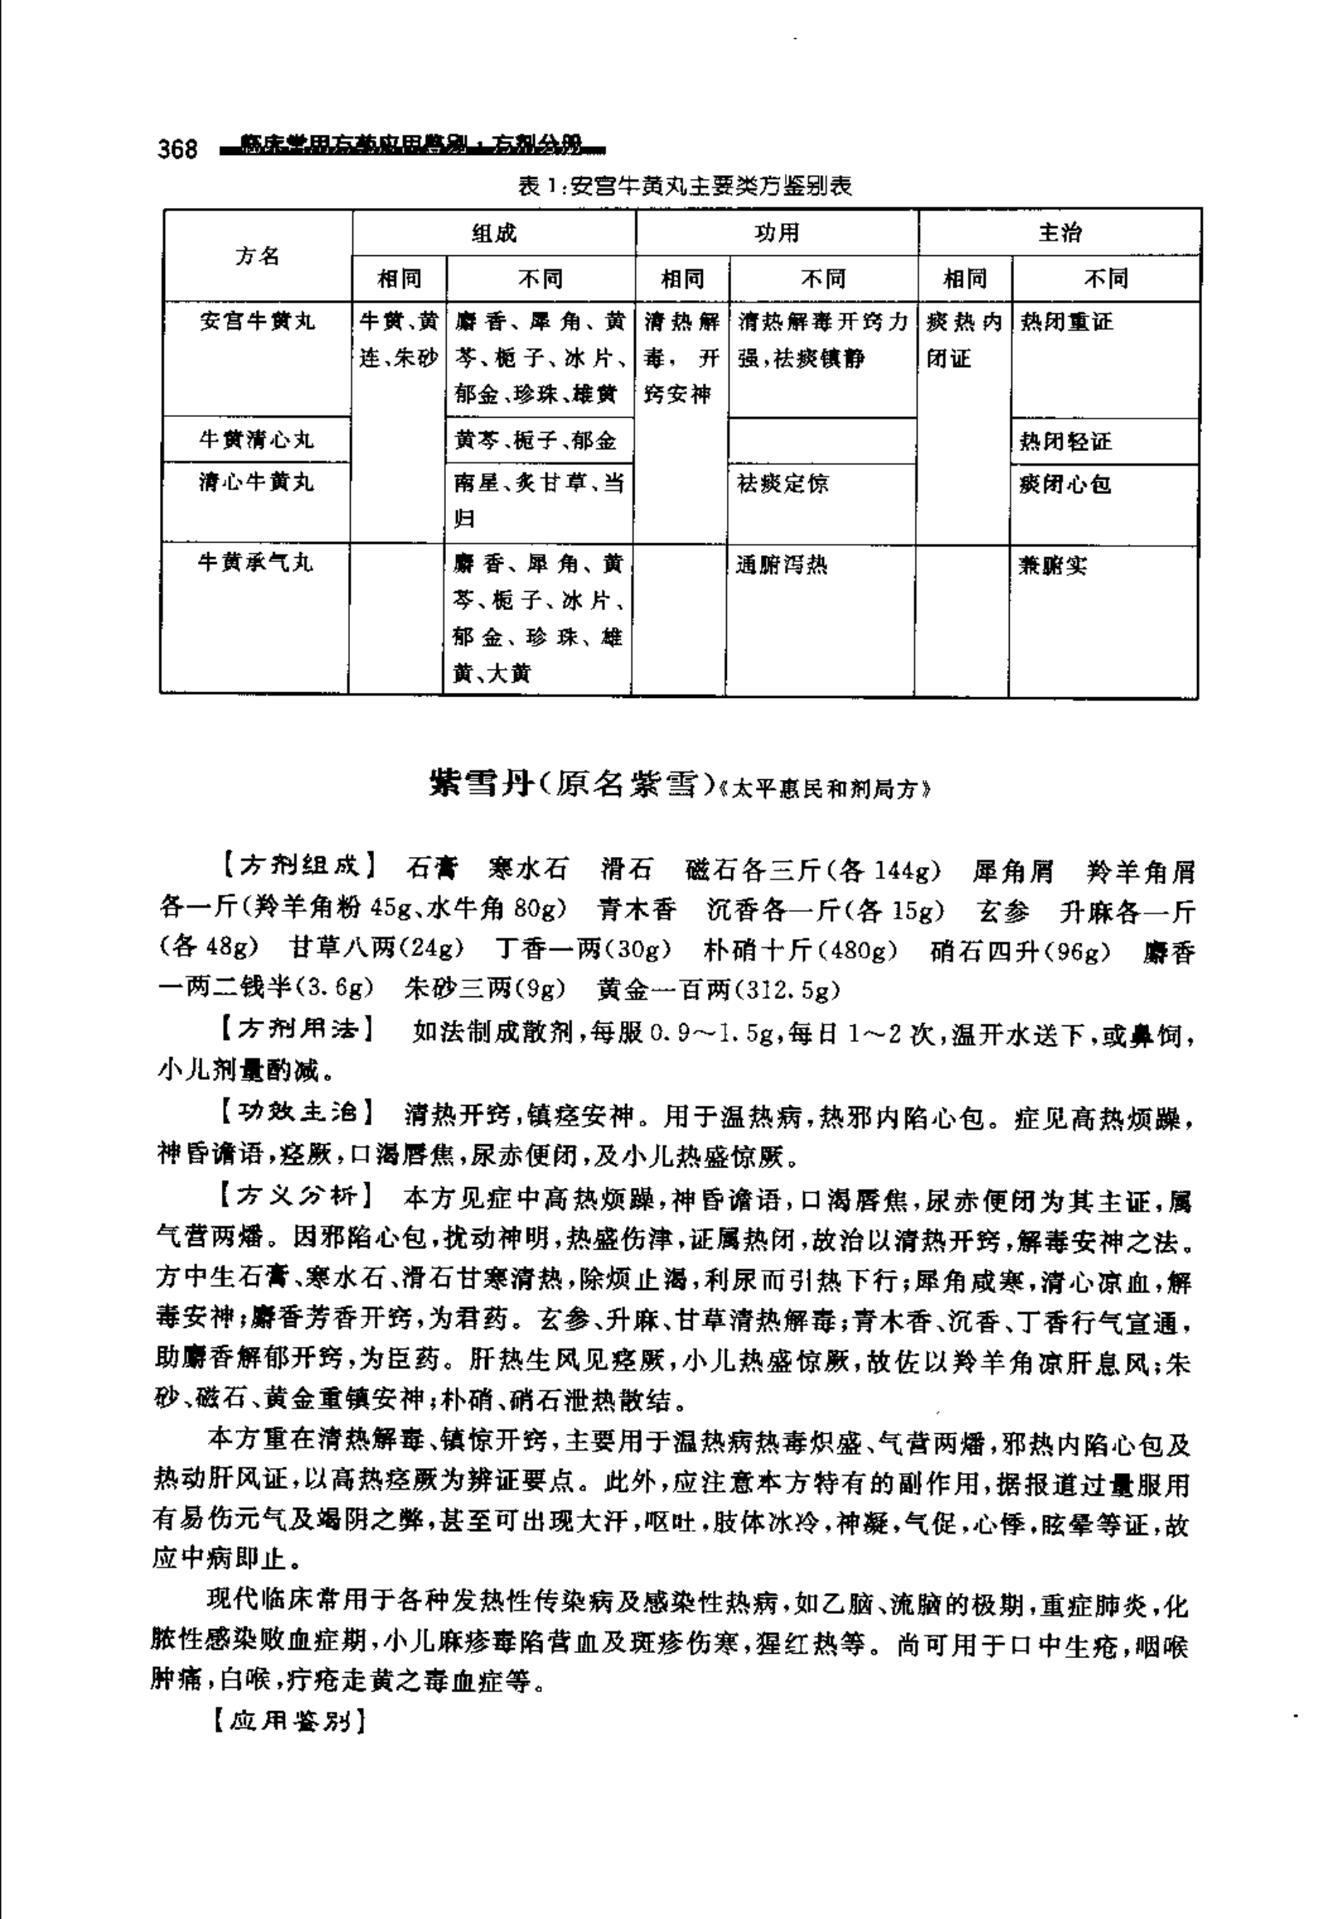 368 临床常用方药应用鉴别·方剂分册
表1:安宫牛黄丸主要类方鉴别表
方名 组成 功用 主治
相同 不同 相同 不同 相同 不同
安宫牛黄丸 牛黄、黄 麝香、犀角、黄 清热解 清热解毒开窍力 痰热内 热闭重证
连、朱砂 芩、栀子、冰片、 毒，开 强,祛痰镇静 闭证
郁金、珍珠、雄黄 窍安神
牛黄清心丸 黄芩、栀子、郁金 热闭轻证
清心牛黄丸 南星、炙甘草、当 祛痰定惊 痰闭心包
归
牛黄承气丸 麝香、犀角、黄 通腑泻热 兼腑实
芩、栀子、冰片、
郁金、珍珠、雄
黄、大黄
紫雪丹(原名紫雪)《太平惠民和剂局方》
【方剂组成】 石膏 寒水石 滑石 磁石各三斤(各144g) 犀角屑 羚羊角屑
各一斤(羚羊角粉45g、水牛角80g) 青木香 沉香各一斤(各15g) 玄参 升麻各一斤
(各48g) 甘草八两(24g) 丁香一两(30g) 朴硝十斤(480g) 硝石四升(96g) 麝香
一两二钱半(3.6g) 朱砂三两(9g) 黄金一百两(312.5g)
【方剂用法】 如法制成散剂,每服0.9～1.5g,每日1～2次,温开水送下,或鼻饲,
小儿剂量酌减。
【功效主治】 清热开窍,镇痉安神。用于温热病,热邪内陷心包。症见高热烦躁,
神昏谵语,痉厥,口渴唇焦,尿赤便闭,及小儿热盛惊厥。
【方义分析】 本方见症中高热烦躁,神昏谵语,口渴唇焦,尿赤便闭为其主证,属
气营两燔。因邪陷心包,扰动神明,热盛伤津,证属热闭,故治以清热开窍,解毒安神之法。
方中生石膏、寒水石、滑石甘寒清热,除烦止渴,利尿而引热下行;犀角咸寒,清心凉血,解
毒安神;麝香芳香开窍,为君药。玄参、升麻、甘草清热解毒;青木香、沉香、丁香行气宣通,
助麝香解郁开窍,为臣药。肝热生风见痉厥,小儿热盛惊厥,故佐以羚羊角凉肝息风;朱
砂、磁石、黄金重镇安神;朴硝、硝石泄热散结。
本方重在清热解毒、镇惊开窍,主要用于温热病热毒炽盛、气营两燔,邪热内陷心包及
热动肝风证,以高热痉厥为辨证要点。此外,应注意本方特有的副作用,据报道过量服用
有易伤元气及竭阴之弊,甚至可出现大汗,呕吐,肢体冰冷,神凝,气促,心悸,眩晕等证,故
应中病即止。
现代临床常用于各种发热性传染病及感染性热病,如乙脑、流脑的极期,重症肺炎,化
脓性感染败血症期,小儿麻疹毒陷营血及斑疹伤寒,猩红热等。尚可用于口中生疮,咽喉
肿痛,白喉,疔疮走黄之毒血症等。
【应用鉴别】